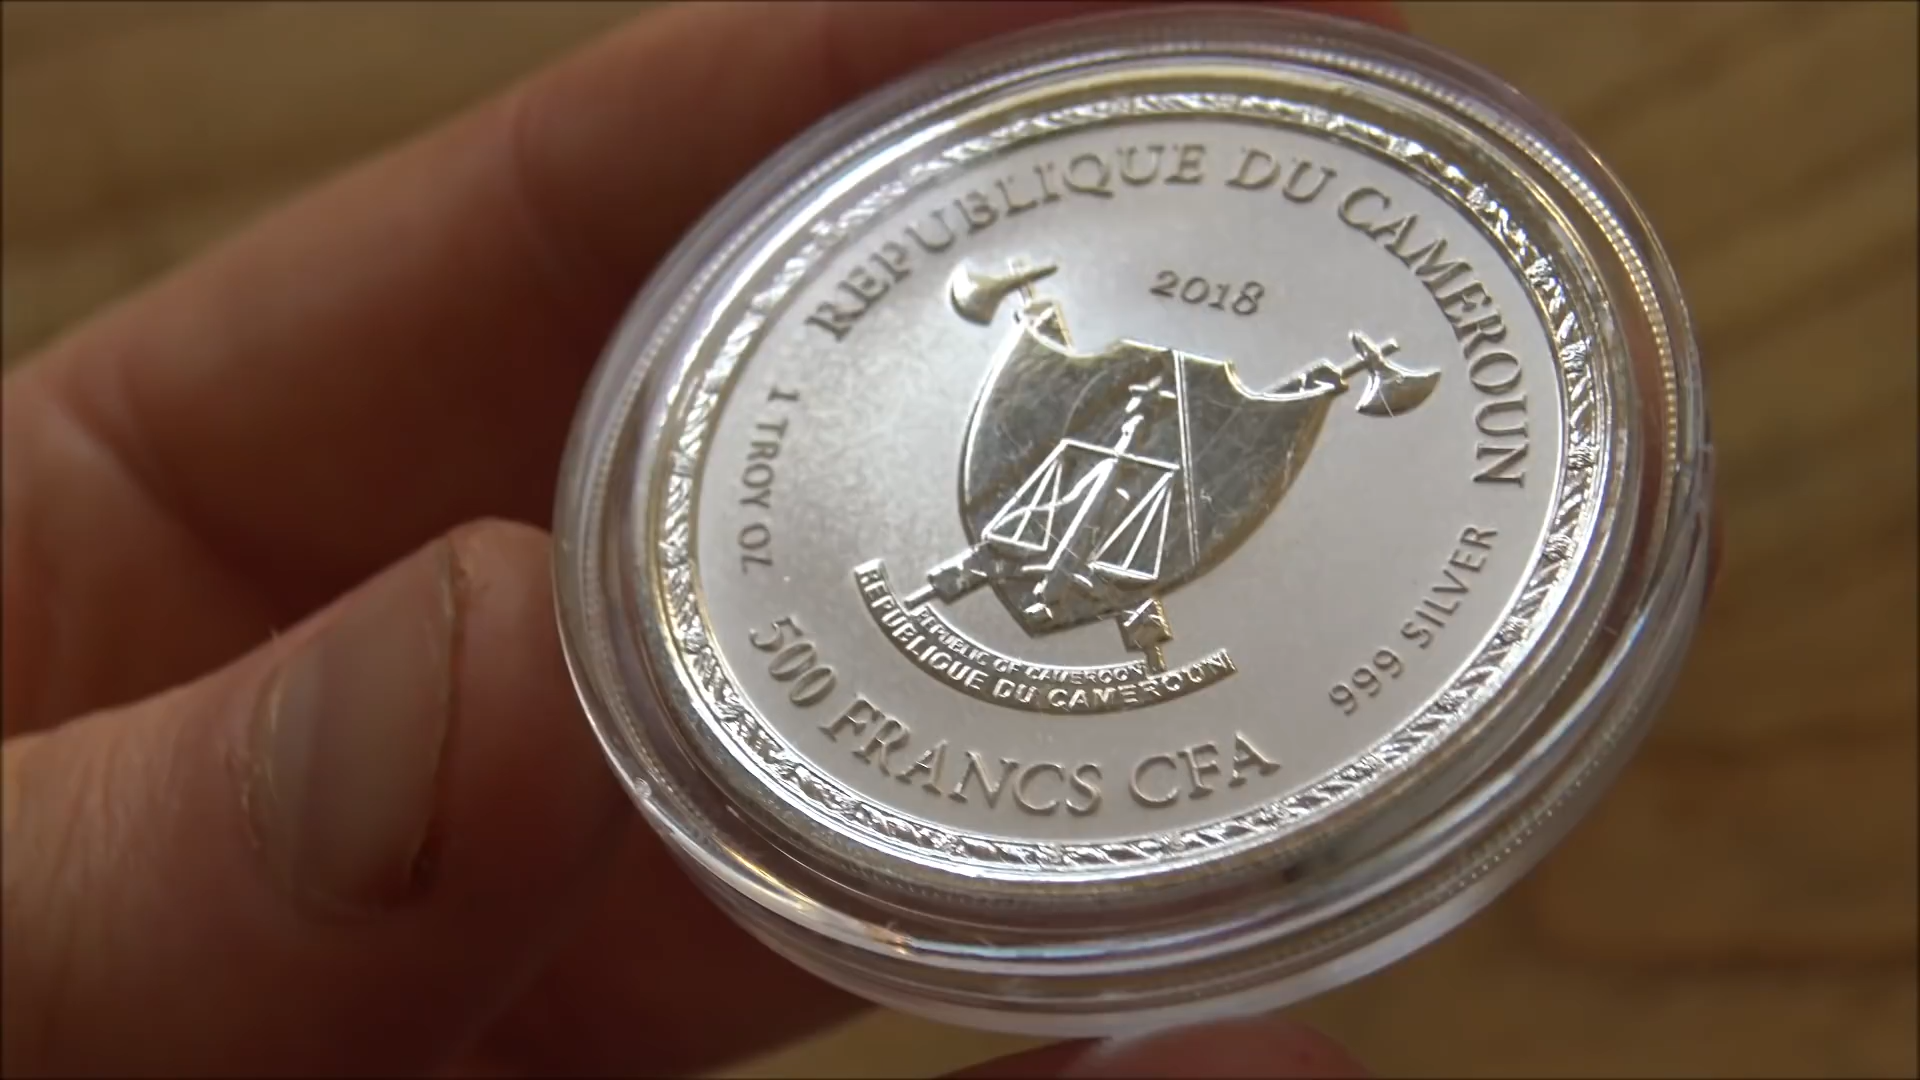 REPUBLIQUE DU CAMEROUN
2018
1 TROY OZ
999 SILVER
REPUBLIC OF CAMEROON
REPUBLIQUE DU CAMEROUN
500 FRANCS CFA